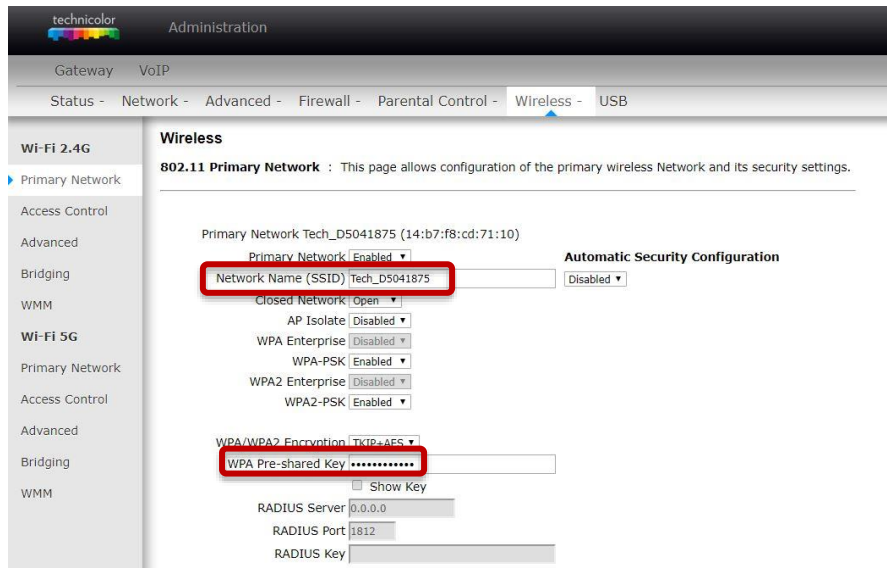 technicolor
Administration
Gateway VoIP
Status - Network - Advanced - Firewall - Parental Control - Wireless - USB
Wi-Fi 2.4G
Primary Network
Access Control
Advanced
Bridging
WMM
Wi-Fi 5G
Primary Network
Access Control
Advanced
Bridging
WMM
Wireless
802.11 Primary Network : This page allows configuration of the primary wireless Network and its security settings.
Primary Network Tech_D5041875 (14:b7:f8:cd:71:10)
Primary Network Enabled
Automatic Security Configuration
Network Name (SSID) Tech_D5041875
Disabled
Closed Network Open
AP Isolate Disabled
WPA Enterprise Disabled
WPA-PSK Enabled
WPA2 Enterprise Disabled
WPA2-PSK Enabled
WPA/WPA2 Encryption TKIP+AES
WPA Pre-shared Key ••••••••••••
Show Key
RADIUS Server 0.0.0.0
RADIUS Port 1812
RADIUS Key